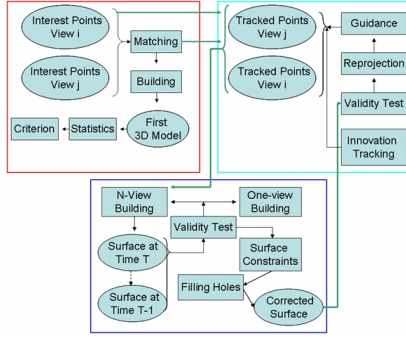 Interest Points
View i
Interest Points
View j
Matching
Building
First
3D Model
Statistics
Criterion
Tracked Points
View j
Tracked Points
View i
Guidance
Reprojection
Validity Test
Innovation
Tracking
N-View
Building
One-view
Building
Validity Test
Surface at
Time T
Surface
Constraints
Filling Holes
Surface at
Time T-1
Corrected
Surface